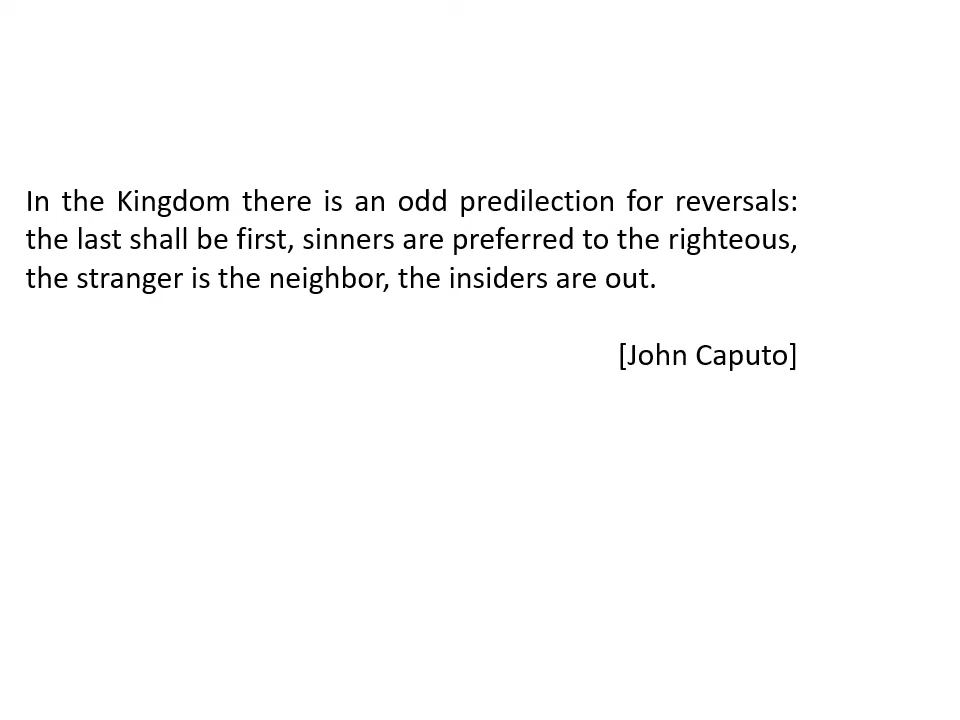 In the Kingdom there is an odd predilection for reversals:
the last shall be first, sinners are preferred to the righteous,
the stranger is the neighbor, the insiders are out.
[John Caputo]